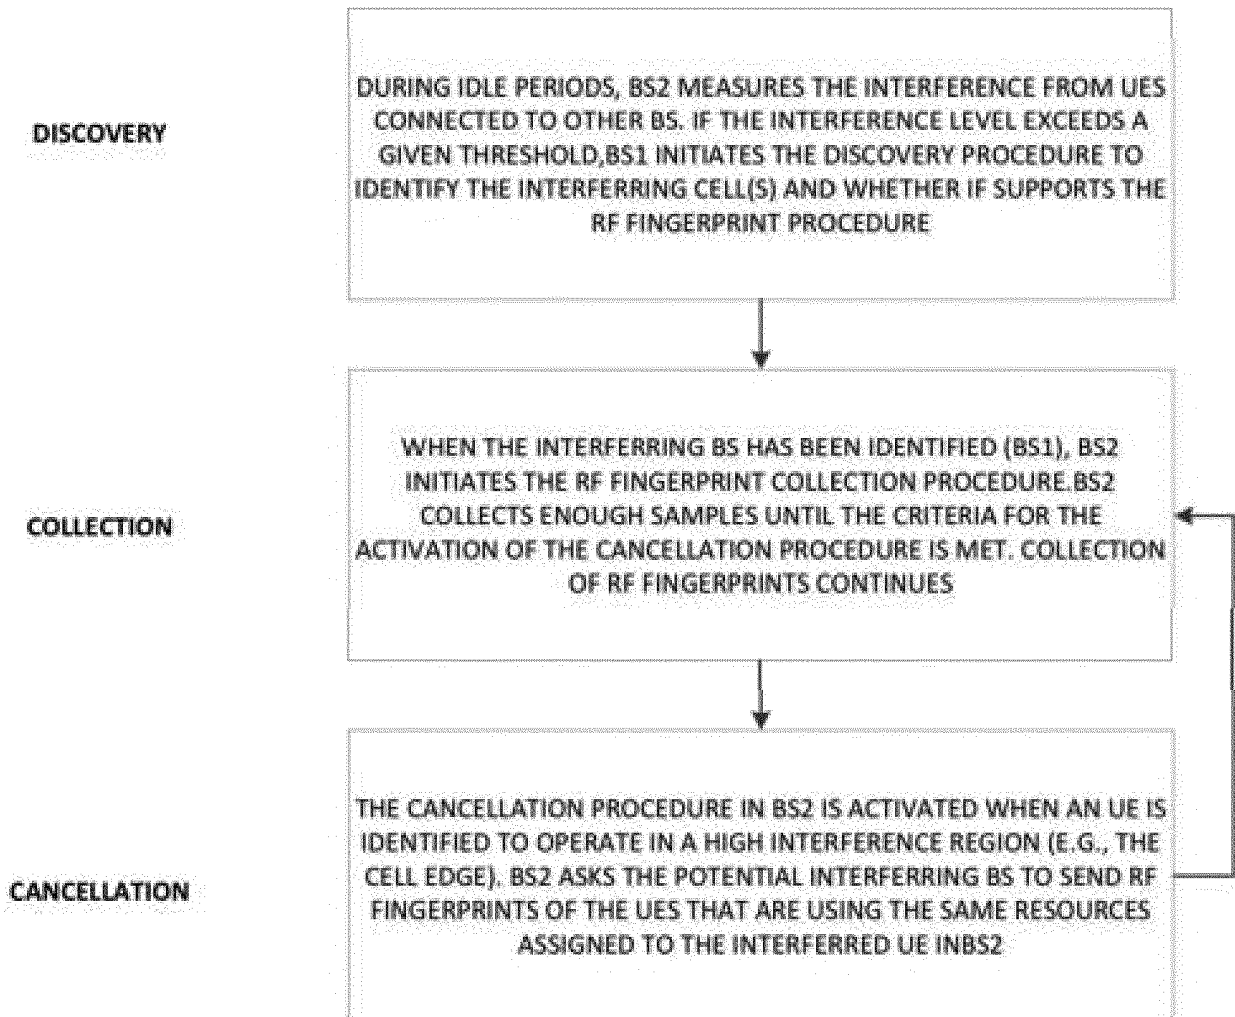 DISCOVERY
DURING IDLE PERIODS, BS2 MEASURES THE INTERFERENCE FROM UES
CONNECTED TO OTHER BS. IF THE INTERFERENCE LEVEL EXCEEDS A
GIVEN THRESHOLD,BS1 INITIATES THE DISCOVERY PROCEDURE TO
IDENTIFY THE INTERFERRING CELL(S) AND WHETHER IF SUPPORTS THE
RF FINGERPRINT PROCEDURE
COLLECTION
WHEN THE INTERFERRING BS HAS BEEN IDENTIFIED (BS1), BS2
INITIATES THE RF FINGERPRINT COLLECTION PROCEDURE.BS2
COLLECTS ENOUGH SAMPLES UNTIL THE CRITERIA FOR THE
ACTIVATION OF THE CANCELLATION PROCEDURE IS MET. COLLECTION
OF RF FINGERPRINTS CONTINUES
CANCELLATION
THE CANCELLATION PROCEDURE IN BS2 IS ACTIVATED WHEN AN UE IS
IDENTIFIED TO OPERATE IN A HIGH INTERFERENCE REGION (E.G., THE
CELL EDGE). BS2 ASKS THE POTENTIAL INTERFERING BS TO SEND RF
FINGERPRINTS OF THE UES THAT ARE USING THE SAME RESOURCES
ASSIGNED TO THE INTERFERRED UE INBS2